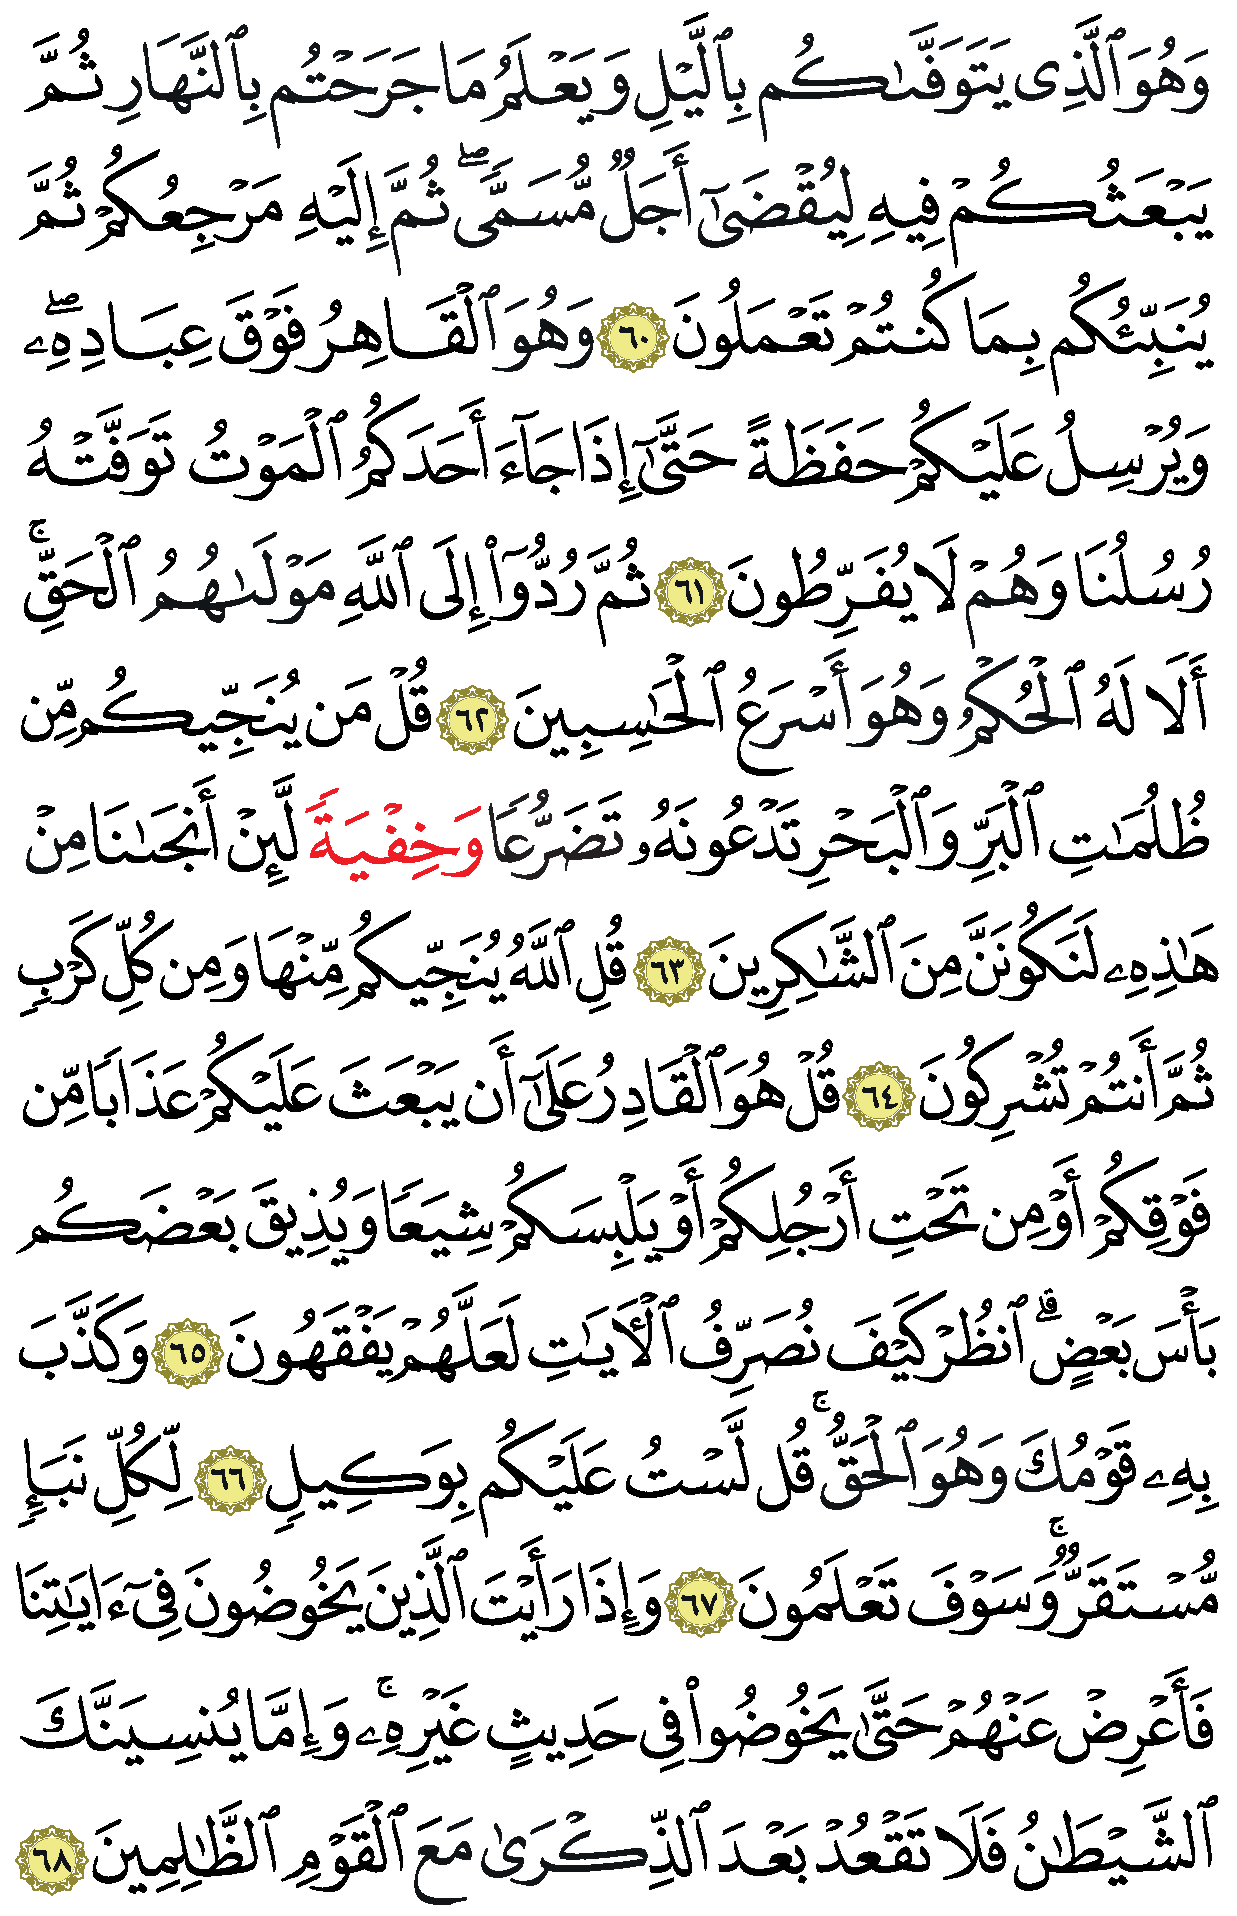 وَهُوَ ٱلَّذِى يَتَوَفَّىٰكُم بِٱلَّيْلِ وَيَعْلَمُ مَا جَرَحْتُم بِٱلنَّهَارِ ثُمَّ
يَبْعَثُكُمْ فِيهِ لِيُقْضَىٰٓ أَجَلٌ مُّسَمًّى ۖ ثُمَّ إِلَيْهِ مَرْجِعُكُمْ ثُمَّ
يُنَبِّئُكُم بِمَا كُنتُمْ تَعْمَلُونَ ٦٠ وَهُوَ ٱلْقَاهِرُ فَوْقَ عِبَادِهِۦ ۖ
وَيُرْسِلُ عَلَيْكُمْ حَفَظَةً حَتَّىٰٓ إِذَا جَآءَ أَحَدَكُمُ ٱلْمَوْتُ تَوَفَّتْهُ
رُسُلُنَا وَهُمْ لَا يُفَرِّطُونَ ٦١ ثُمَّ رُدُّوٓا۟ إِلَى ٱللَّهِ مَوْلَىٰهُمُ ٱلْحَقِّ ۚ
أَلَا لَهُ ٱلْحُكْمُ وَهُوَ أَسْرَعُ ٱلْحَٰسِبِينَ ٦٢ قُلْ مَن يُنَجِّيكُم مِّن
ظُلُمَٰتِ ٱلْبَرِّ وَٱلْبَحْرِ تَدْعُونَهُۥ تَضَرُّعًا وَخِفْيَةً لَّئِنْ أَنجَىٰنَا مِنْ
هَٰذِهِۦ لَنَكُونَنَّ مِنَ ٱلشَّٰكِرِينَ ٦٣ قُلِ ٱللَّهُ يُنَجِّيكُم مِّنْهَا وَمِن كُلِّ كَرْبٍ
ثُمَّ أَنتُمْ تُشْرِكُونَ ٦٤ قُلْ هُوَ ٱلْقَادِرُ عَلَىٰٓ أَن يَبْعَثَ عَلَيْكُمْ عَذَابًا مِّن
فَوْقِكُمْ أَوْ مِن تَحْتِ أَرْجُلِكُمْ أَوْ يَلْبِسَكُمْ شِيَعًا وَيُذِيقَ بَعْضَكُم
بَأْسَ بَعْضٍ ۗ ٱنظُرْ كَيْفَ نُصَرِّفُ ٱلْـَٔايَٰتِ لَعَلَّهُمْ يَفْقَهُونَ ٦٥ وَكَذَّبَ
بِهِۦ قَوْمُكَ وَهُوَ ٱلْحَقُّ ۚ قُل لَّسْتُ عَلَيْكُم بِوَكِيلٍ ٦٦ لِّكُلِّ نَبَإٍ
مُّسْتَقَرٌّ ۚ وَسَوْفَ تَعْلَمُونَ ٦٧ وَإِذَا رَأَيْتَ ٱلَّذِينَ يَخُوضُونَ فِىٓ ءَايَٰتِنَا
فَأَعْرِضْ عَنْهُمْ حَتَّىٰ يَخُوضُوا۟ فِى حَدِيثٍ غَيْرِهِۦ ۚ وَإِمَّا يُنسِيَنَّكَ
ٱلشَّيْطَٰنُ فَلَا تَقْعُدْ بَعْدَ ٱلذِّكْرَىٰ مَعَ ٱلْقَوْمِ ٱلظَّٰلِمِينَ ٦٨